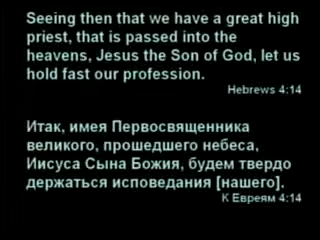 Seeing then that we have a great high
priest, that is passed into the
heavens, Jesus the Son of God, let us
hold fast our profession.
Hebrews 4:14
Итак, имея Первосвященника
великого, прошедшего небеса,
Иисуса Сына Божия, будем твердо
держаться исповедания [нашего].
К Евреям 4:14